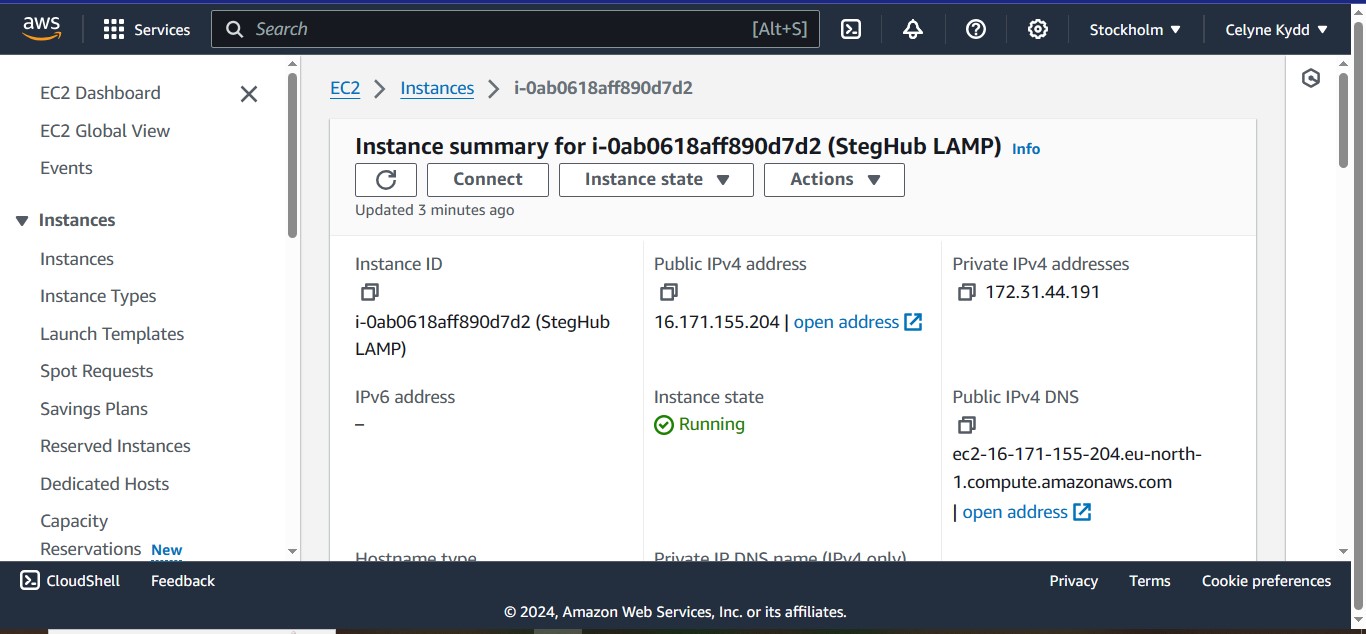 aws
Services
Search [Alt+S]
Stockholm ▼
Celyne Kydd ▼
EC2 Dashboard
EC2 Global View
Events
Instances
Instances
Instance Types
Launch Templates
Spot Requests
Savings Plans
Reserved Instances
Dedicated Hosts
Capacity
Reservations New
EC2 > Instances > i-0ab0618aff890d7d2
Instance summary for i-0ab0618aff890d7d2 (StegHub LAMP) Info
Connect
Instance state ▼
Actions ▼
Updated 3 minutes ago
Instance ID
i-0ab0618aff890d7d2 (StegHub
LAMP)
Public IPv4 address
16.171.155.204 | open address
Private IPv4 addresses
172.31.44.191
IPv6 address
–
Instance state
Running
Public IPv4 DNS
ec2-16-171-155-204.eu-north-
1.compute.amazonaws.com
| open address
Hostname type
Private IP DNS name (IPv4 only)
CloudShell
Feedback
Privacy
Terms
Cookie preferences
© 2024, Amazon Web Services, Inc. or its affiliates.